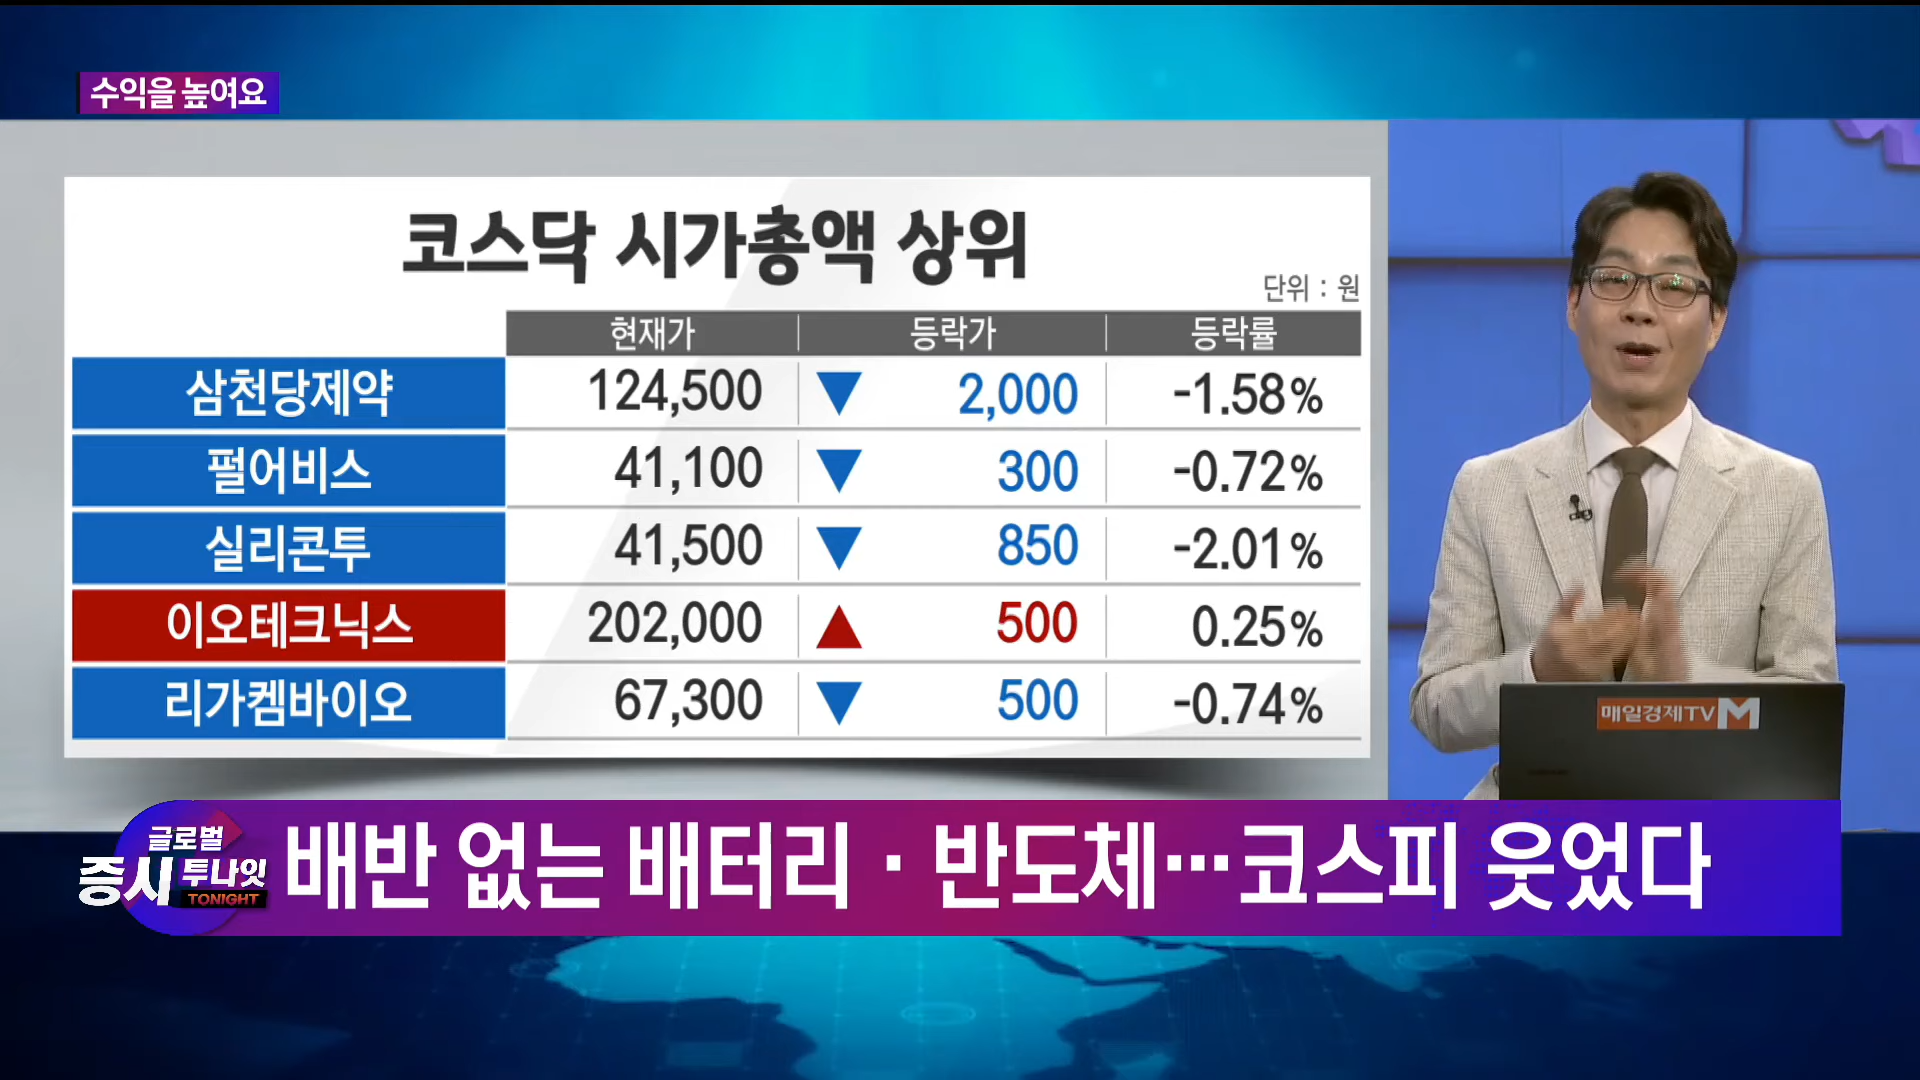 수익을 높여요
코스닥 시가총액 상위
단위 : 원
현재가 등락가 등락률
삼천당제약 124,500 ▼ 2,000 -1.58%
펄어비스 41,100 ▼ 300 -0.72%
실리콘투 41,500 ▼ 850 -2.01%
이오테크닉스 202,000 ▲ 500 0.25%
리가켐바이오 67,300 ▼ 500 -0.74%
매일경제TV M
글로벌
증시 투나잇
TONIGHT
배반 없는 배터리·반도체…코스피 웃었다